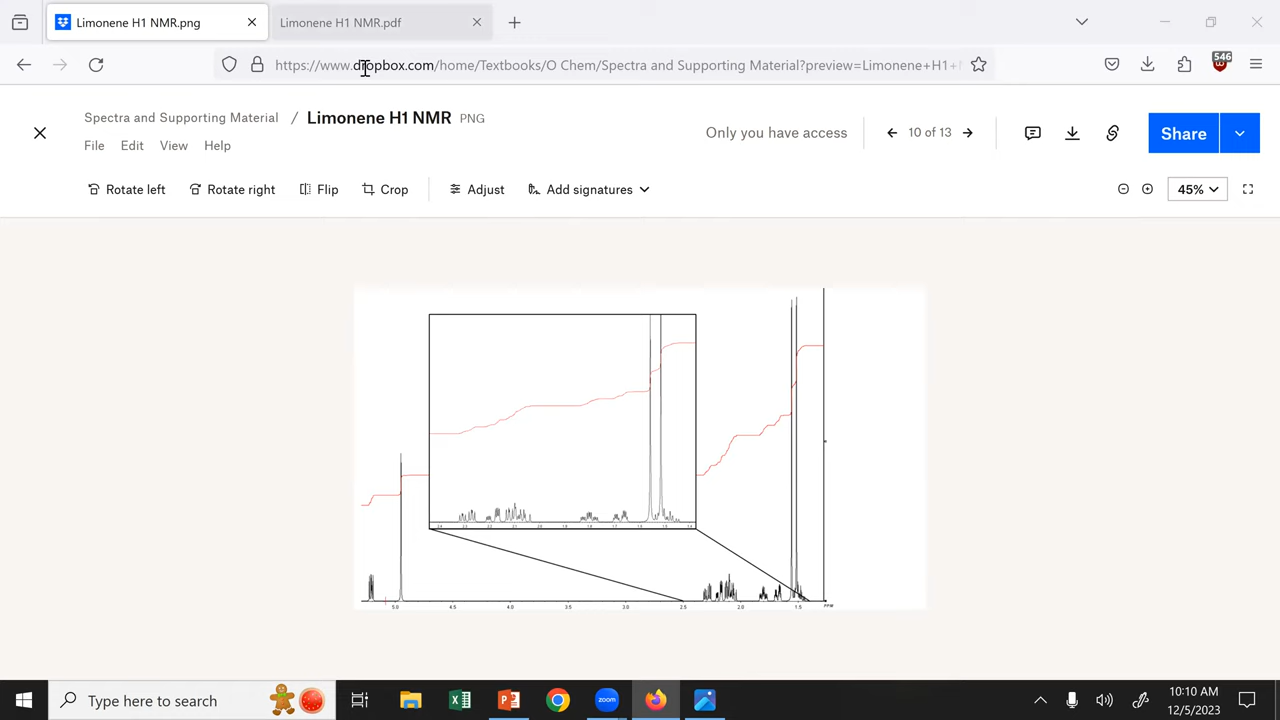 Limonene H1 NMR.png
Limonene H1 NMR.pdf
https://www.dropbox.com/home/Textbooks/O Chem/Spectra and Supporting Material?preview=Limonene+H1+
546
Spectra and Supporting Material / Limonene H1 NMR PNG
Only you have access
10 of 13
Share
File Edit View Help
Rotate left Rotate right Flip Crop Adjust Add signatures
45%
5.0 4.5 4.0 3.5 3.0 2.5 2.0 1.5 PPM
Type here to search
zoom
10:10 AM
12/5/2023